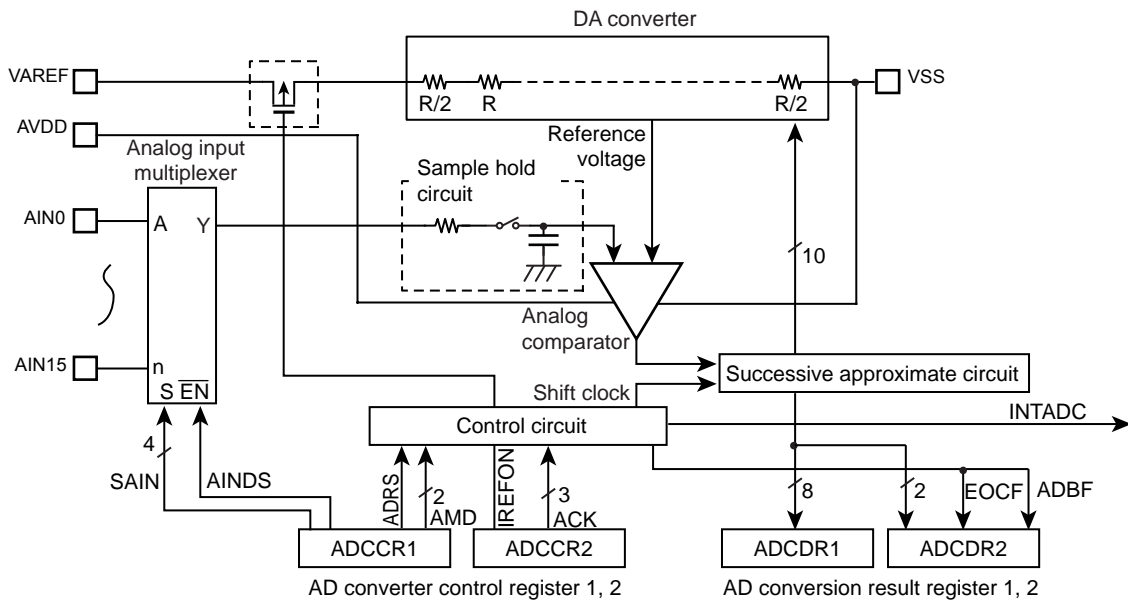 DA converter
VAREF
VSS
R/2
R
R/2
AVDD
Analog input
multiplexer
Reference
voltage
Sample hold
circuit
AIN0
A
Y
10
Analog
comparator
AIN15
n
S EN
Successive approximate circuit
Shift clock
INTADC
Control circuit
4
SAIN
AINDS
ADRS
2
AMD
IREFON
3
ACK
8
2
EOCF
ADBF
ADCCR1
ADCCR2
ADCDR1
ADCDR2
AD converter control register 1, 2
AD conversion result register 1, 2